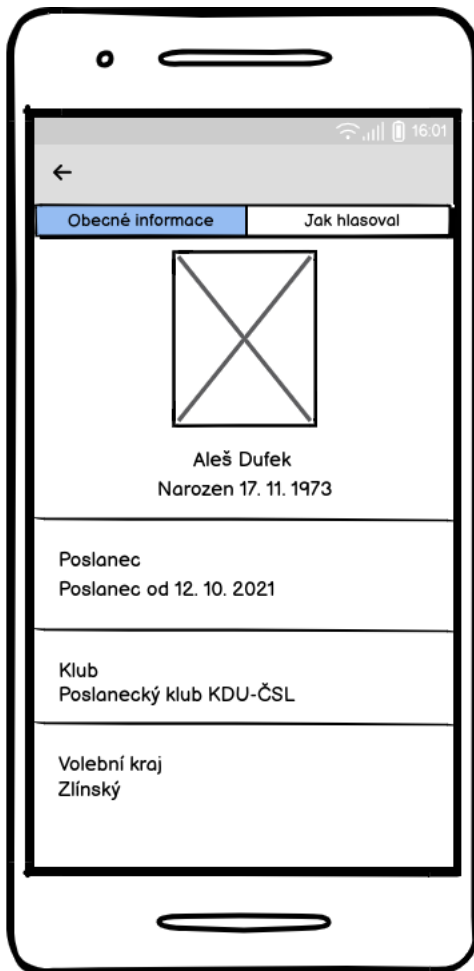 16:01
Obecné informace
Jak hlasoval
Aleš Dufek
Narozen 17. 11. 1973
Poslanec
Poslanec od 12. 10. 2021
Klub
Poslanecký klub KDU-ČSL
Volební kraj
Zlínský